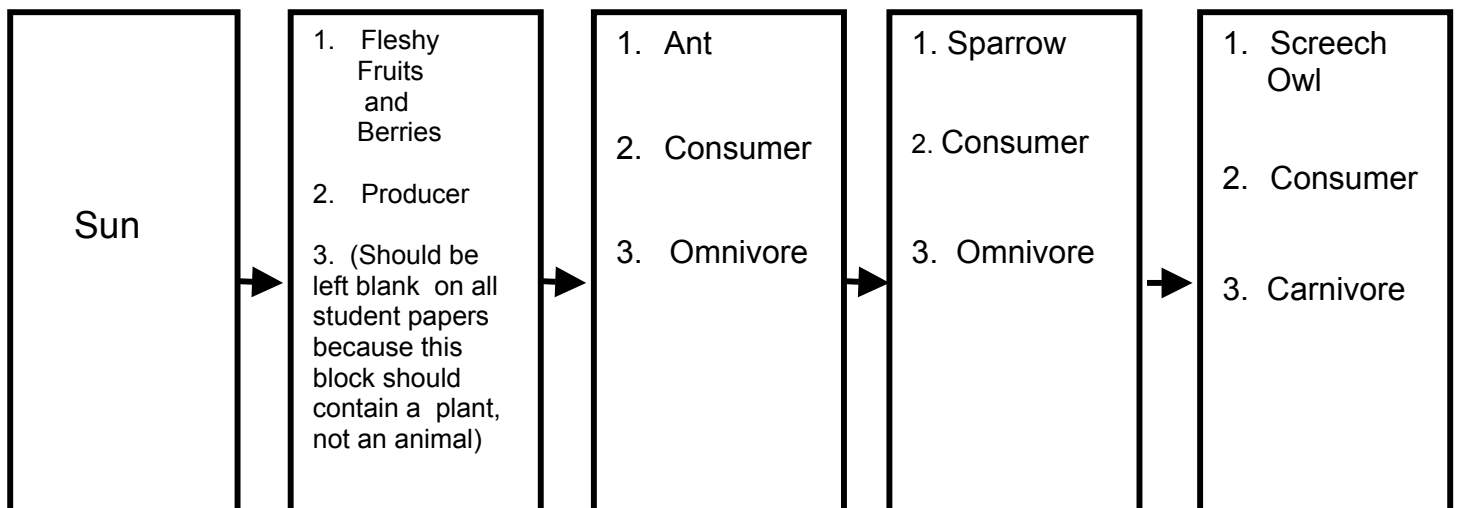 Sun
1. Fleshy
Fruits
and
Berries
2. Producer
3. (Should be
left blank on all
student papers
because this
block should
contain a plant,
not an animal)
1. Ant
2. Consumer
3. Omnivore
1. Sparrow
2. Consumer
3. Omnivore
1. Screech
Owl
2. Consumer
3. Carnivore